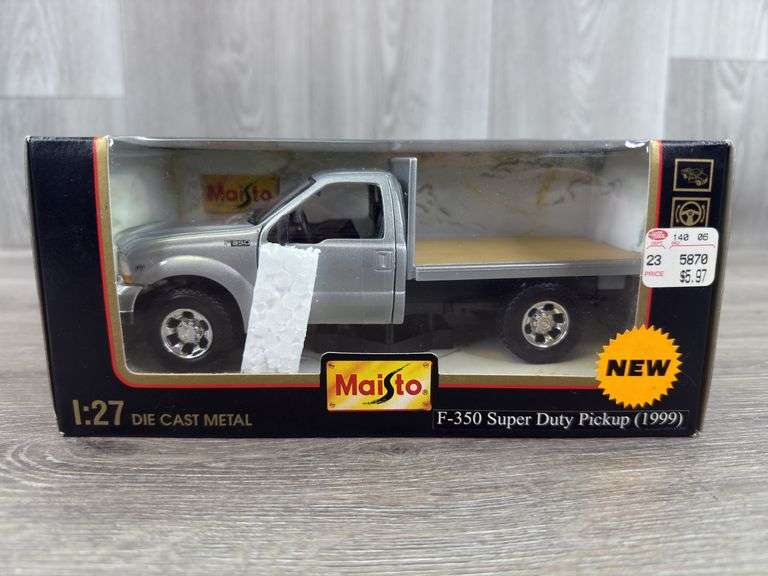 Maisto
350
140 06
23 5870
PRICE $5.97
NEW
Maisto
1:27 DIE CAST METAL
F-350 Super Duty Pickup (1999)